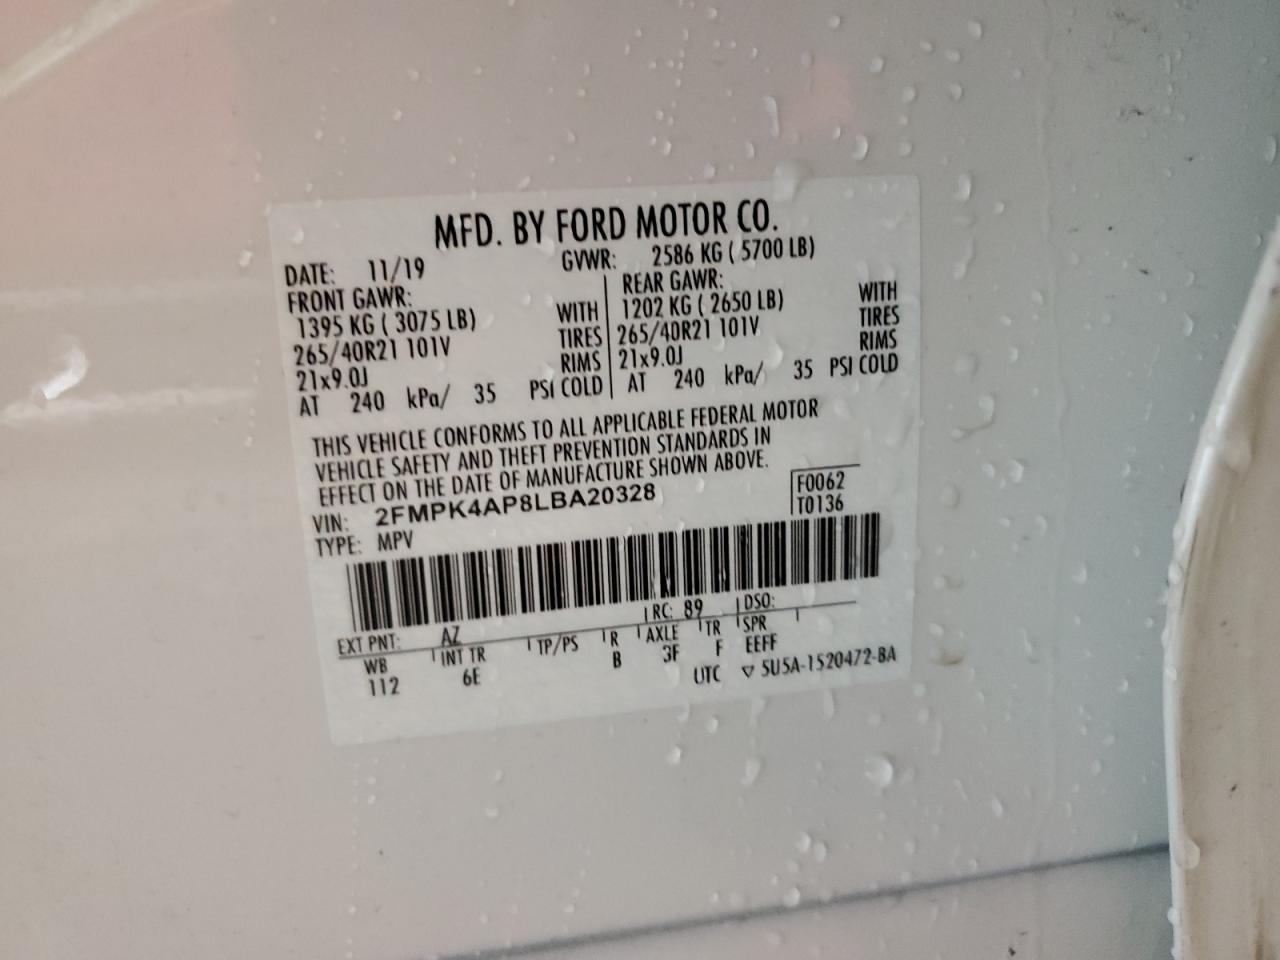 MFD. BY FORD MOTOR CO.
DATE: 11/19 GVWR: 2586 KG ( 5700 LB)
FRONT GAWR: REAR GAWR:
1395 KG ( 3075 LB) WITH 1202 KG ( 2650 LB) WITH
265/40R21 101V TIRES 265/40R21 101V TIRES
21x9.0J RIMS 21x9.0J RIMS
AT 240 kPa/ 35 PSI COLD AT 240 kPa/ 35 PSI COLD
THIS VEHICLE CONFORMS TO ALL APPLICABLE FEDERAL MOTOR
VEHICLE SAFETY AND THEFT PREVENTION STANDARDS IN
EFFECT ON THE DATE OF MANUFACTURE SHOWN ABOVE.
VIN: 2FMPK4AP8LBA20328 F0062
TYPE: MPV T0136
EXT PNT: AZ RC: 89 DSO:
WB INT TR TP/PS R AXLE TR SPR
112 6E B 3F F EEFF
UTC ▽ 5U5A-1520472-BA